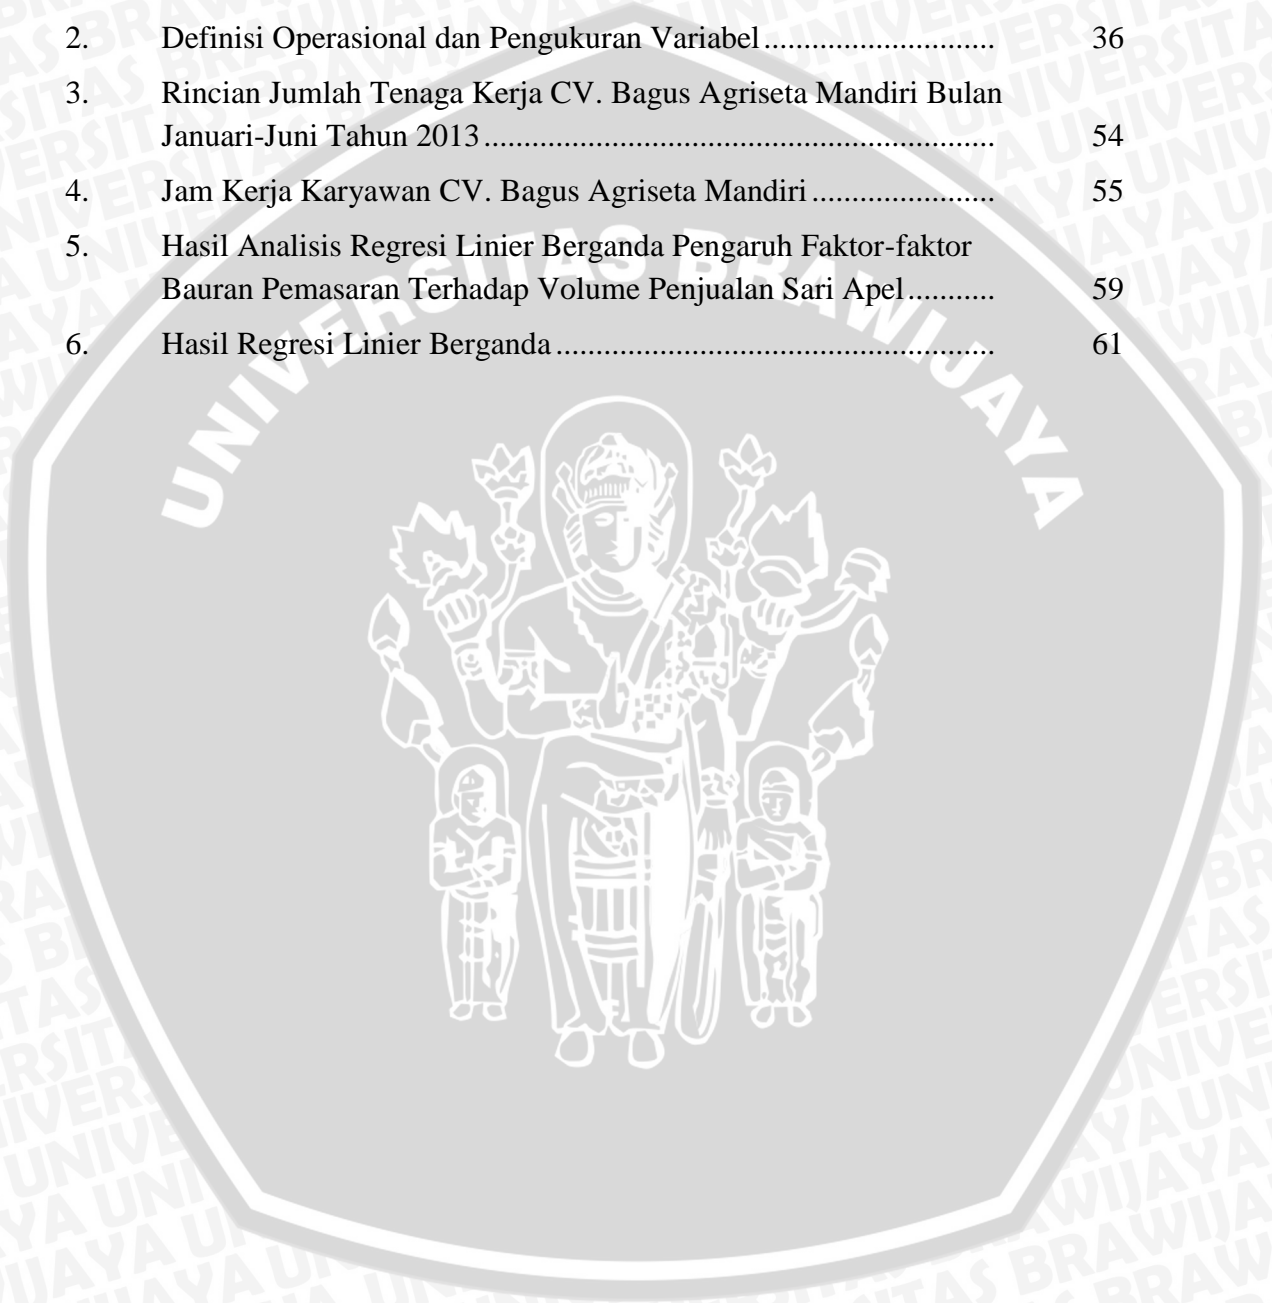 2. Definisi Operasional dan Pengukuran Variabel............................. 36
3. Rincian Jumlah Tenaga Kerja CV. Bagus Agriseta Mandiri Bulan
Januari-Juni Tahun 2013................................................................ 54
4. Jam Kerja Karyawan CV. Bagus Agriseta Mandiri....................... 55
5. Hasil Analisis Regresi Linier Berganda Pengaruh Faktor-faktor
Bauran Pemasaran Terhadap Volume Penjualan Sari Apel........... 59
6. Hasil Regresi Linier Berganda....................................................... 61
UNIVERSITAS BRAWIJAYA